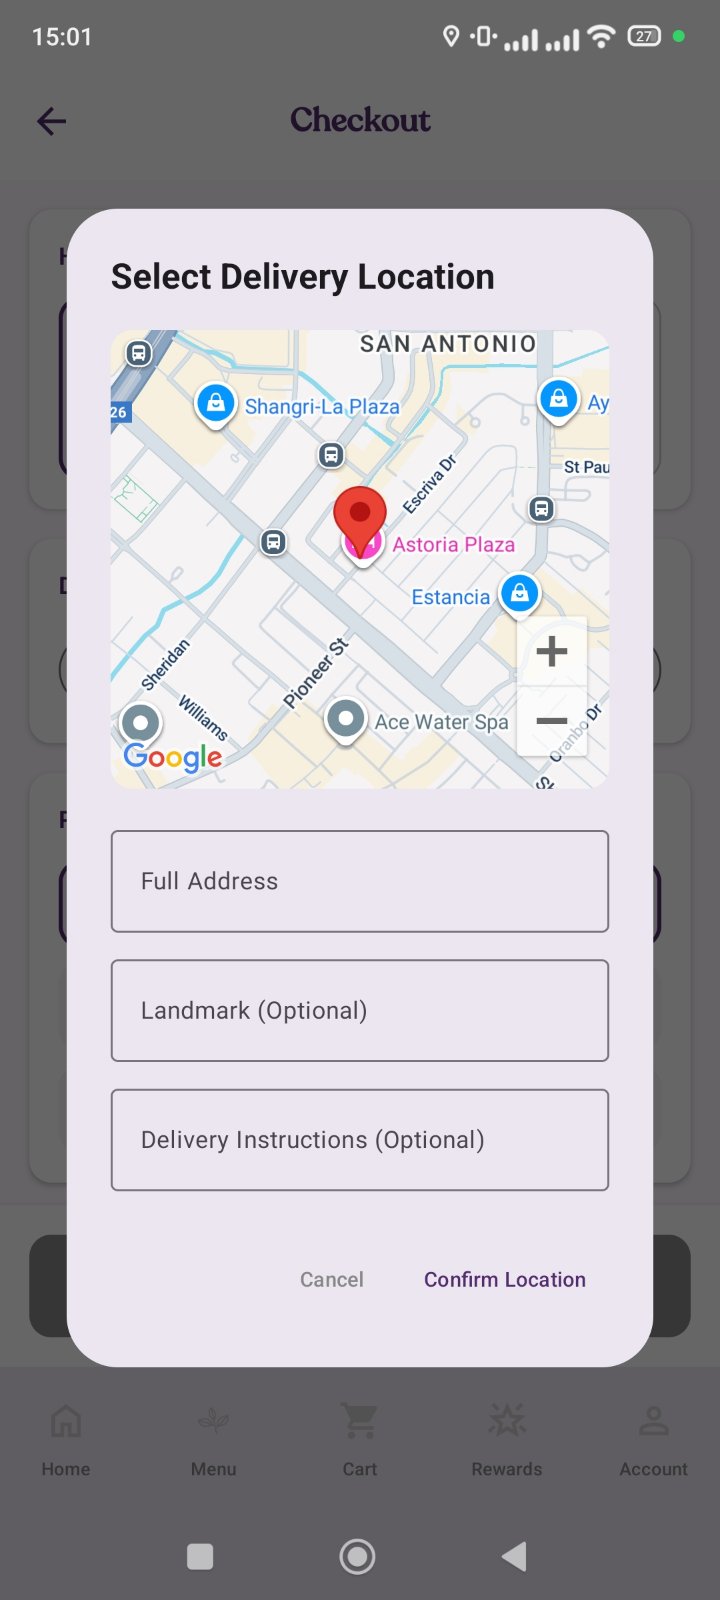 15:01
27
Checkout
H
Select Delivery Location
SAN ANTONIO
26
Shangri-La Plaza
Ay
St Pau
Escriva Dr
Astoria Plaza
D
Estancia
Sheridan
Pioneer St
Williams
Ace Water Spa
Oranbo Dr
Google
St
Full Address
Landmark (Optional)
Delivery Instructions (Optional)
Cancel
Confirm Location
Home
Menu
Cart
Rewards
Account